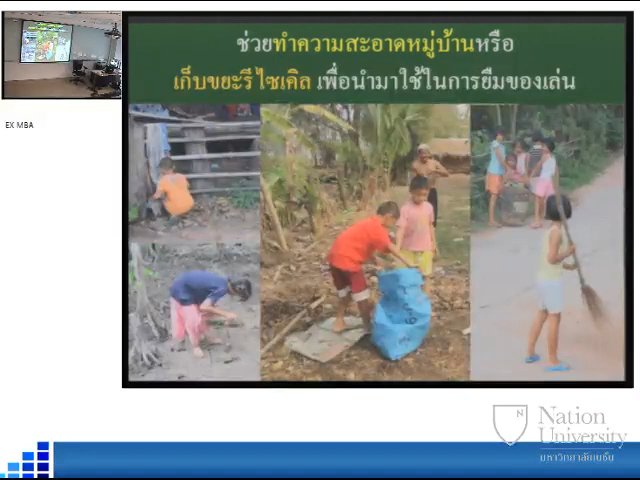 ช่วยทำความสะอาดหมู่บ้านหรือ
เก็บขยะรีไซเคิล เพื่อนำมาใช้ในการยืมของเล่น
EX MBA
N
Nation
University
มหาวิทยาลัยเนชั่น